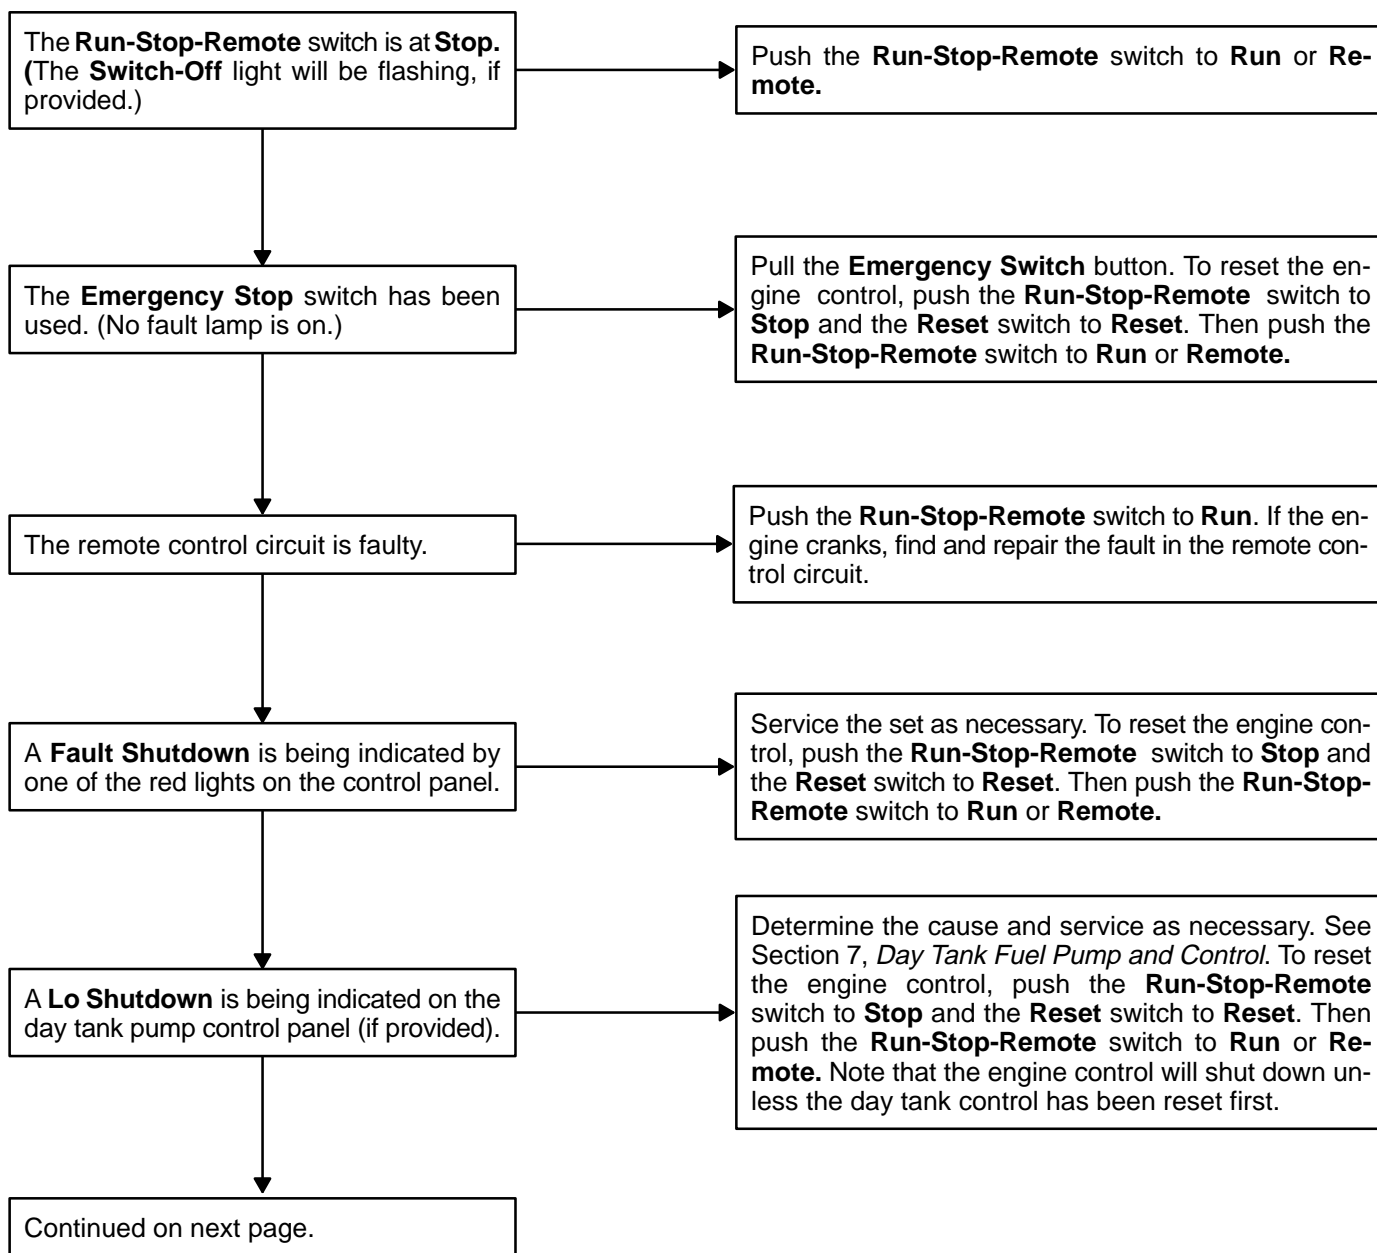 The Run-Stop-Remote switch is at Stop.
(The Switch-Off light will be flashing, if
provided.)
Push the Run-Stop-Remote switch to Run or Re-
mote.
The Emergency Stop switch has been
used. (No fault lamp is on.)
Pull the Emergency Switch button. To reset the en-
gine control, push the Run-Stop-Remote switch to
Stop and the Reset switch to Reset. Then push the
Run-Stop-Remote switch to Run or Remote.
The remote control circuit is faulty.
Push the Run-Stop-Remote switch to Run. If the en-
gine cranks, find and repair the fault in the remote con-
trol circuit.
A Fault Shutdown is being indicated by
one of the red lights on the control panel.
Service the set as necessary. To reset the engine con-
trol, push the Run-Stop-Remote switch to Stop and
the Reset switch to Reset. Then push the Run-Stop-
Remote switch to Run or Remote.
A Lo Shutdown is being indicated on the
day tank pump control panel (if provided).
Determine the cause and service as necessary. See
Section 7, Day Tank Fuel Pump and Control. To reset
the engine control, push the Run-Stop-Remote
switch to Stop and the Reset switch to Reset. Then
push the Run-Stop-Remote switch to Run or Re-
mote. Note that the engine control will shut down un-
less the day tank control has been reset first.
Continued on next page.